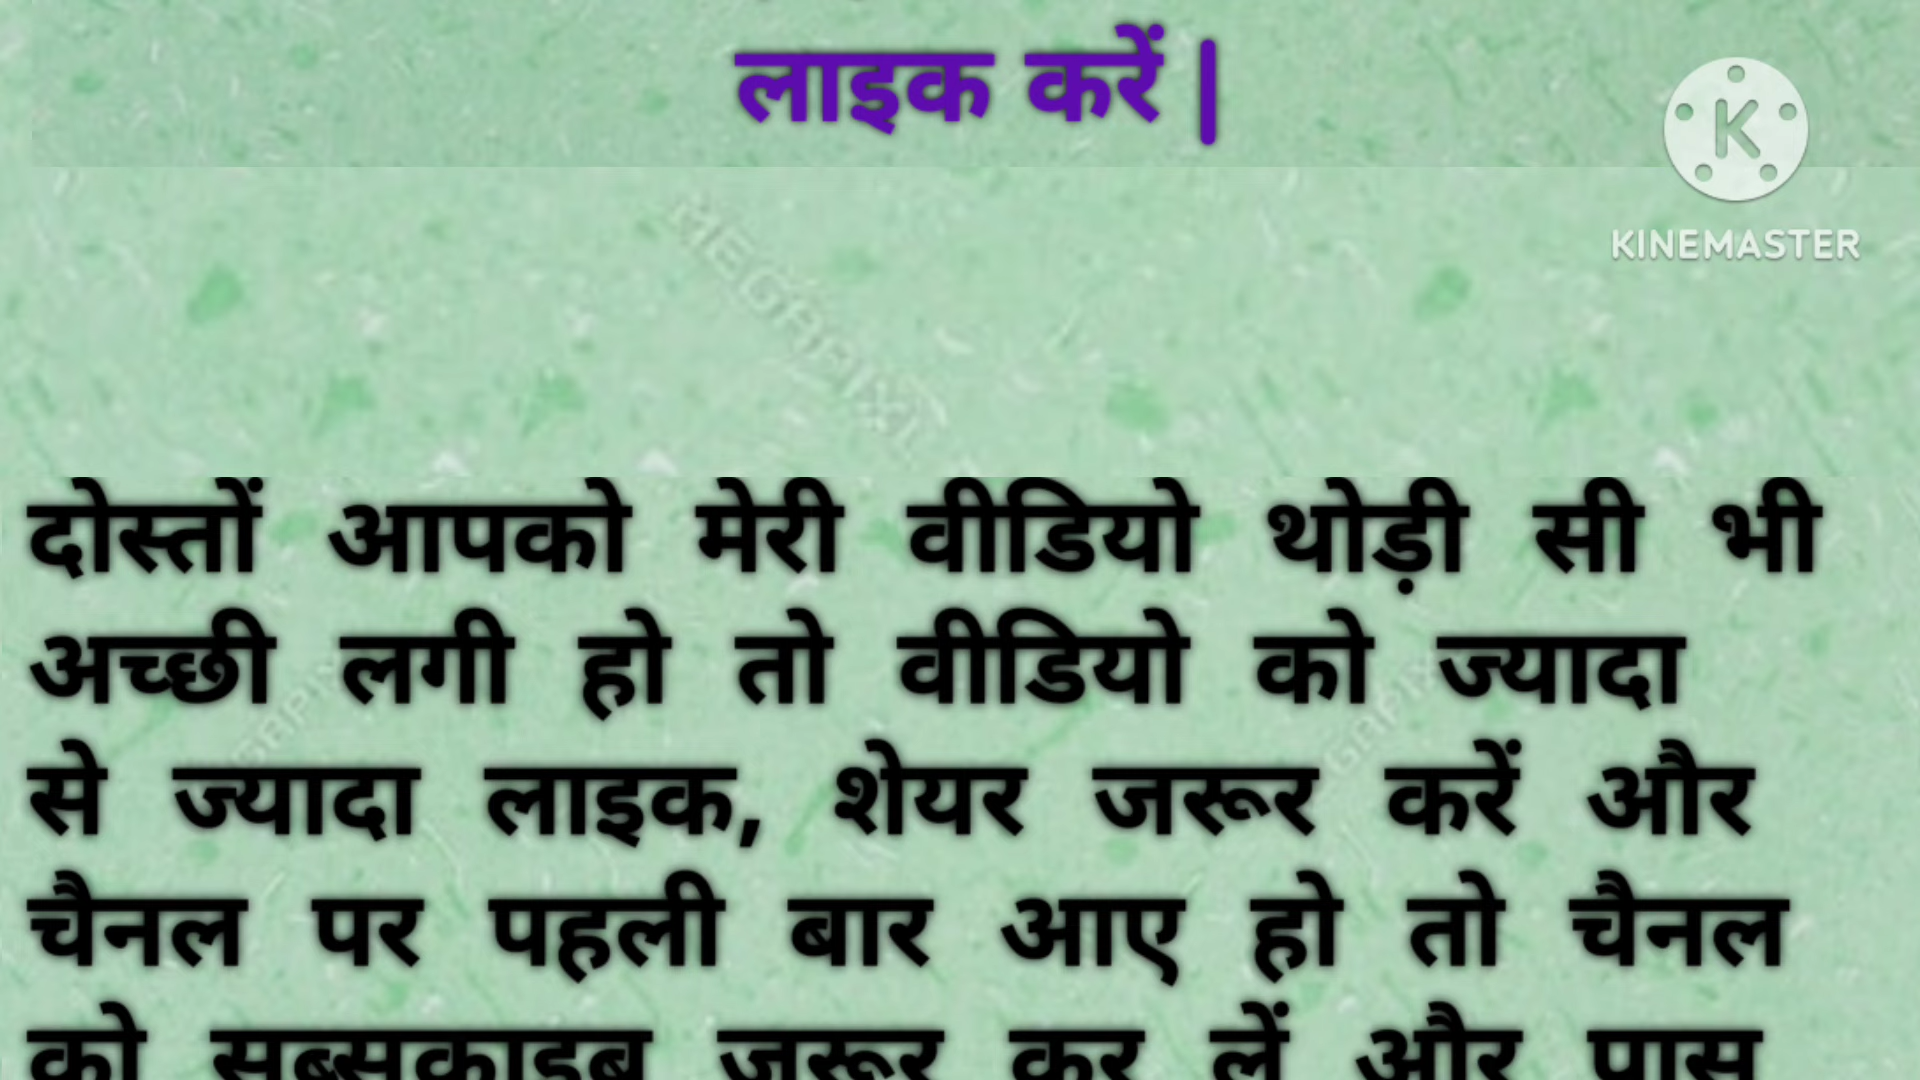 लाइक करें |
KINEMASTER
MEGAPIXL
दोस्तों आपको मेरी वीडियो थोड़ी सी भी
अच्छी लगी हो तो वीडियो को ज्यादा
से ज्यादा लाइक, शेयर जरूर करें और
चैनल पर पहली बार आए हो तो चैनल
को सब्सक्राइब जरूर कर लें और पास